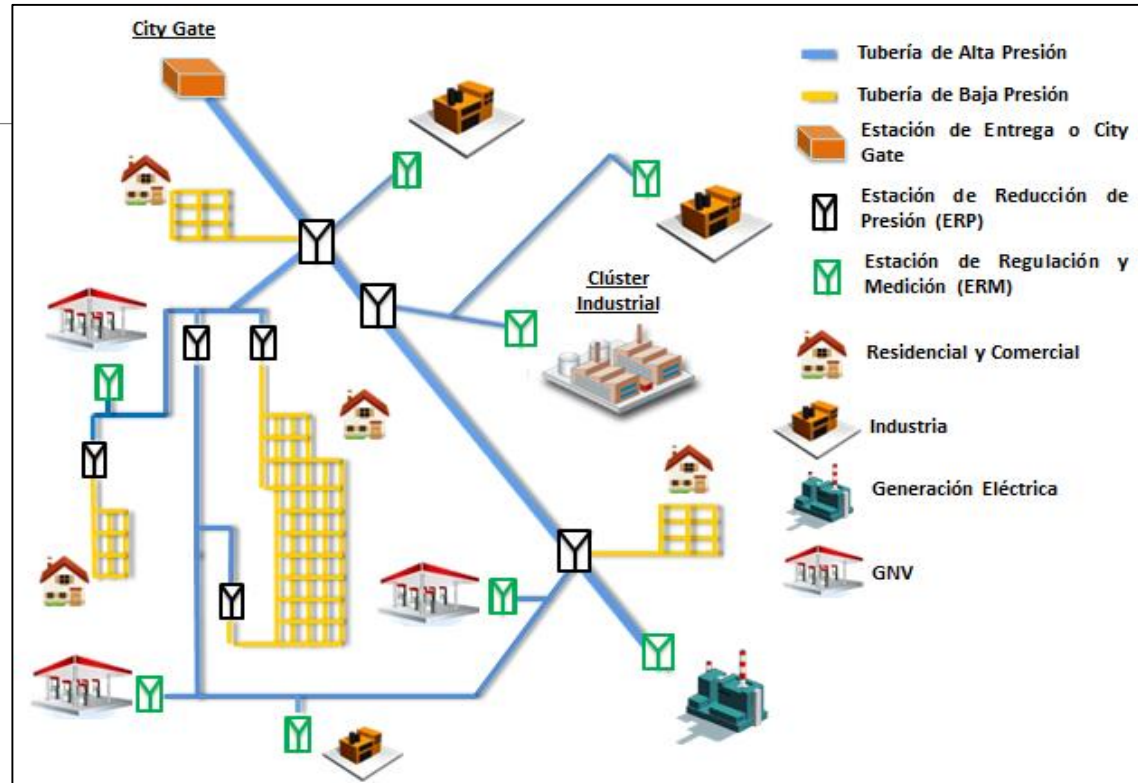 City Gate
Clúster
Industrial
Tubería de Alta Presión
Tubería de Baja Presión
Estación de Entrega o City
Gate
Estación de Reducción de
Presión (ERP)
Estación de Regulación y
Medición (ERM)
Residencial y Comercial
Industria
Generación Eléctrica
GNV